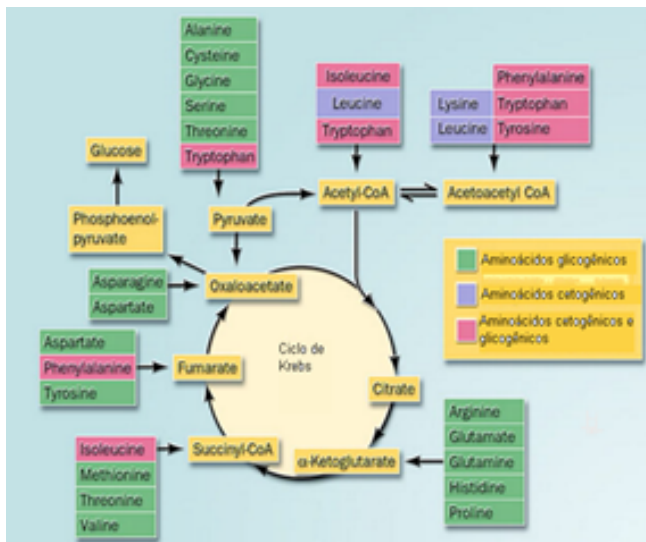 Alanine
Cysteine
Glycine
Serine
Threonine
Tryptophan
Isoleucine
Leucine
Tryptophan
Phenylalanine
Lysine
Tryptophan
Leucine
Tyrosine
Glucose
Acetyl-CoA
Acetoacetyl CoA
Phosphoenol-
pyruvate
Pyruvate
Asparagine
Aspartate
Oxaloacetate
Aminoácidos glicogênicos
Aminoácidos cetogênicos
Aminoácidos cetogênicos e
glicogênicos
Aspartate
Phenylalanine
Tyrosine
Fumarate
Ciclo de
Krebs
Citrate
Isoleucine
Methionine
Threonine
Valine
Succinyl-CoA
α-Ketoglutarate
Arginine
Glutamate
Glutamine
Histidine
Proline